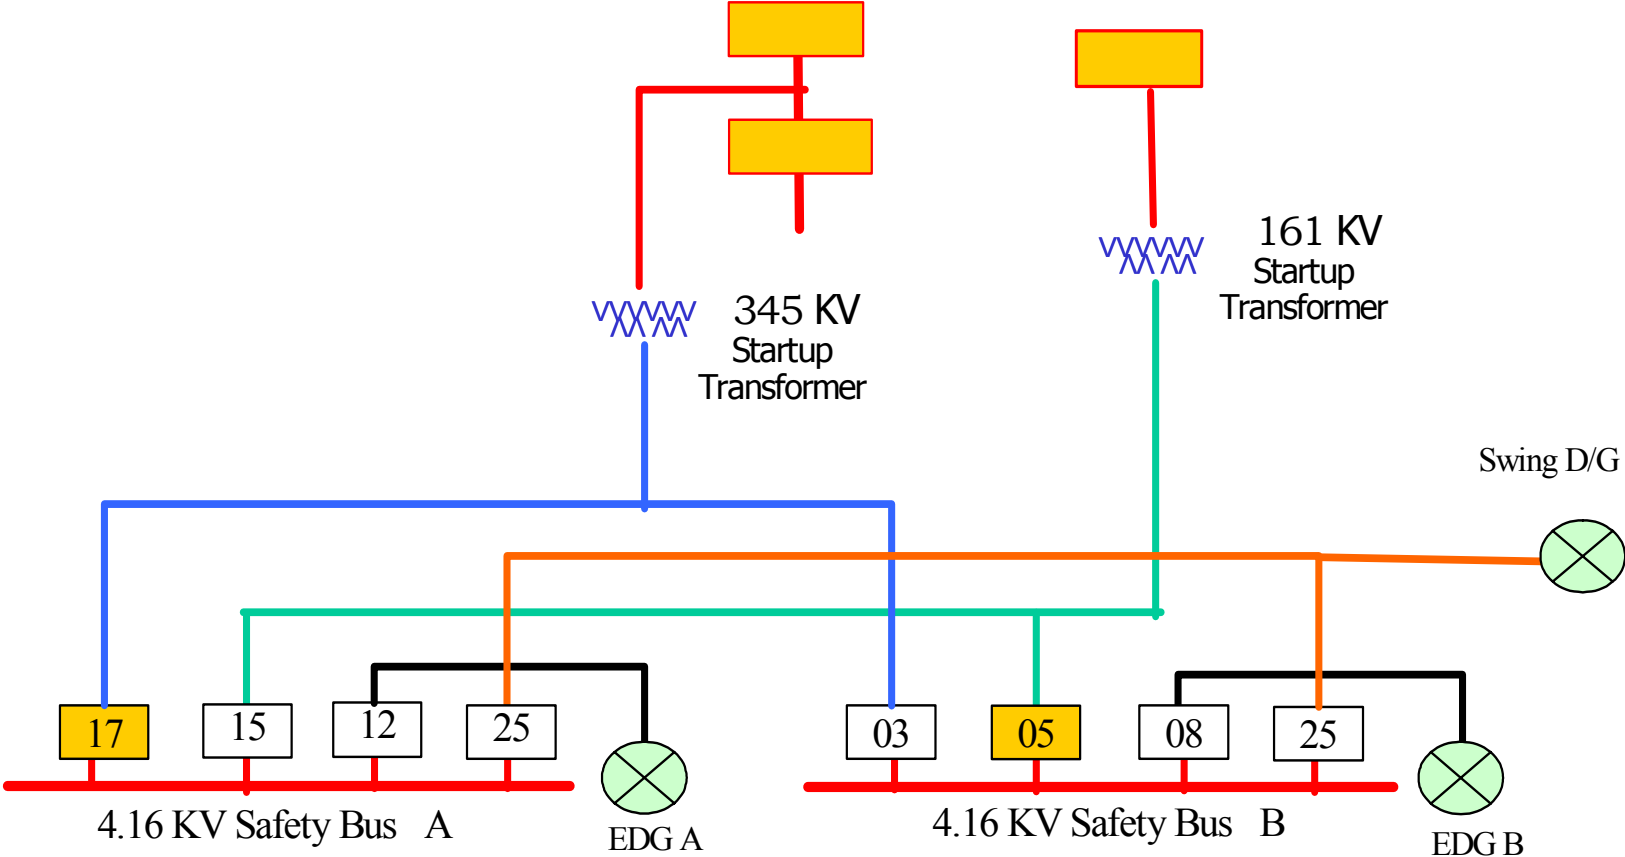 161 KV
Startup
Transformer
345 KV
Startup
Transformer
Swing D/G
17
15
12
25
03
05
08
25
4.16 KV Safety Bus A
EDG A
4.16 KV Safety Bus B
EDG B